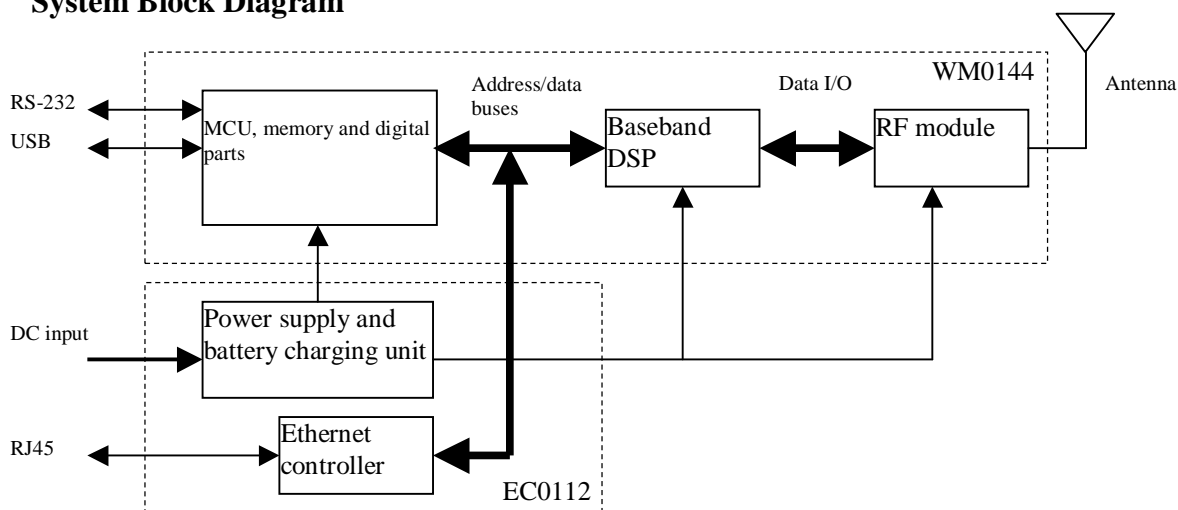 System Block Diagram
WM0144
Antenna
RS-232
USB
MCU, memory and digital
parts
Address/data
buses
Baseband
DSP
Data I/O
RF module
DC input
Power supply and
battery charging unit
RJ45
Ethernet
controller
EC0112